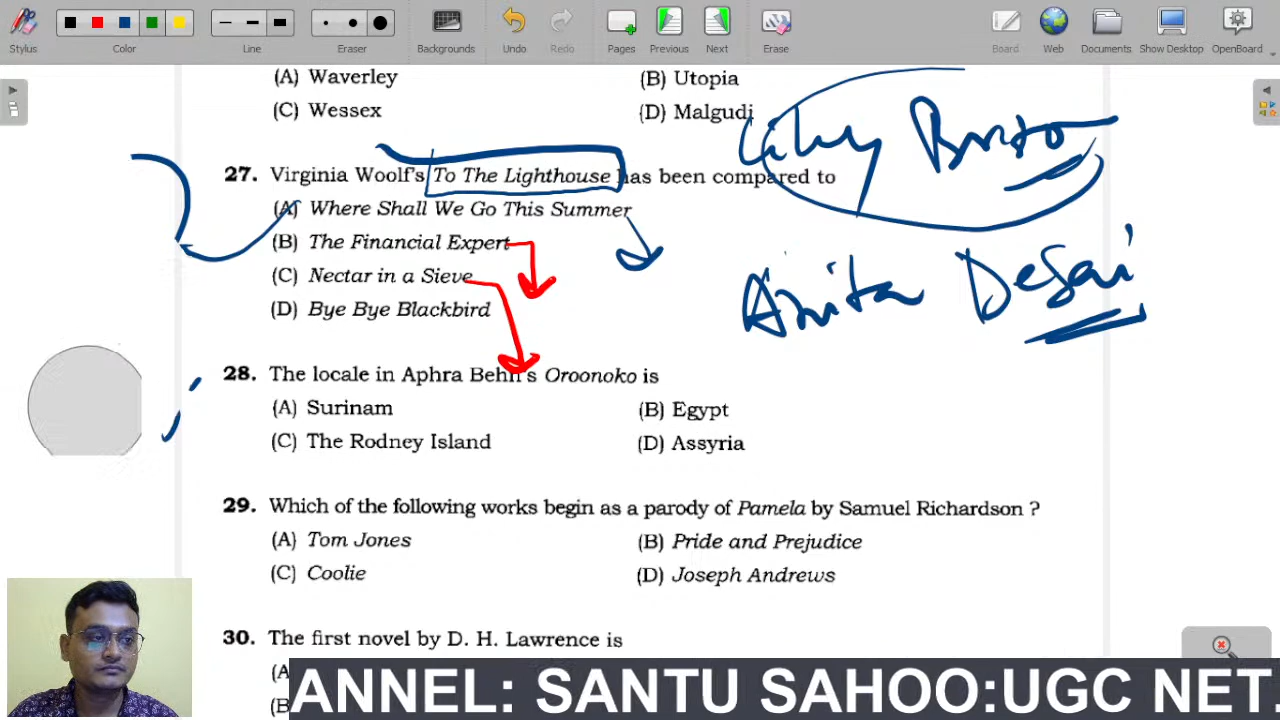 Stylus Color Line Eraser Backgrounds Undo Redo Pages Previous Next Erase Board Web Documents Show Desktop OpenBoard
(A) Waverley (B) Utopia
(C) Wessex (D) Malgudi
27. Virginia Woolf's To The Lighthouse has been compared to
(A) Where Shall We Go This Summer
(B) The Financial Expert
(C) Nectar in a Sieve
(D) Bye Bye Blackbird
Anita Desai
28. The locale in Aphra Behn's Oroonoko is
(A) Surinam (B) Egypt
(C) The Rodney Island (D) Assyria
29. Which of the following works begin as a parody of Pamela by Samuel Richardson ?
(A) Tom Jones (B) Pride and Prejudice
(C) Coolie (D) Joseph Andrews
30. The first novel by D. H. Lawrence is
(A
(B
ANNEL: SANTU SAHOO:UGC NET.